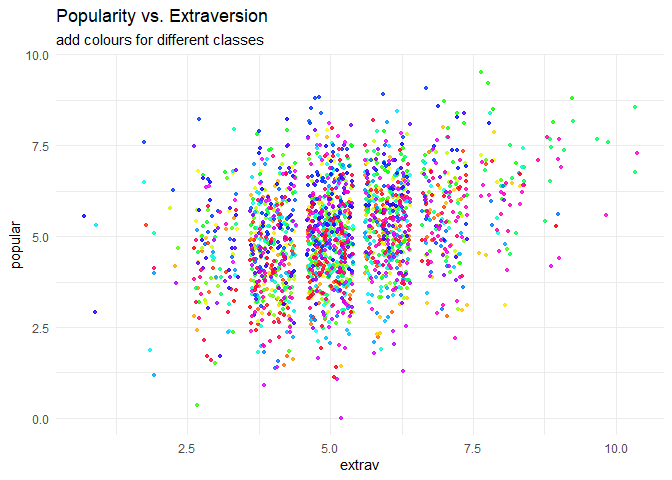 Popularity vs. Extraversion
add colours for different classes
10.0
7.5
5.0
2.5
0.0
popular
2.5 5.0 7.5 10.0
extrav